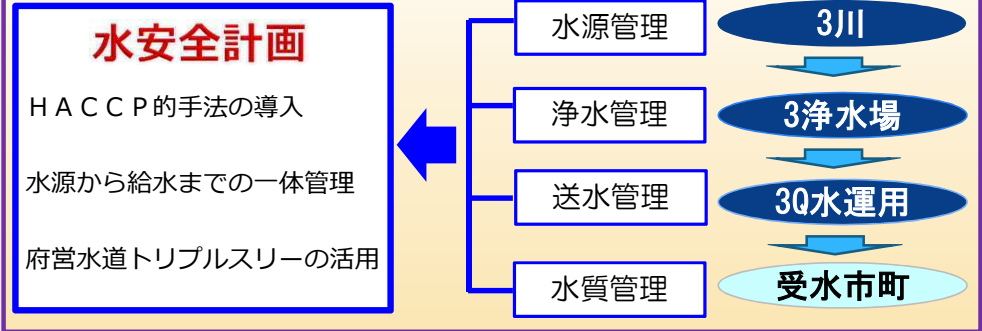 水安全計画
ＨＡＣＣＰ的手法の導入
水源から給水までの一体管理
府営水道トリプルスリーの活用
水源管理
浄水管理
送水管理
水質管理
3川
3浄水場
3Q水運用
受水市町